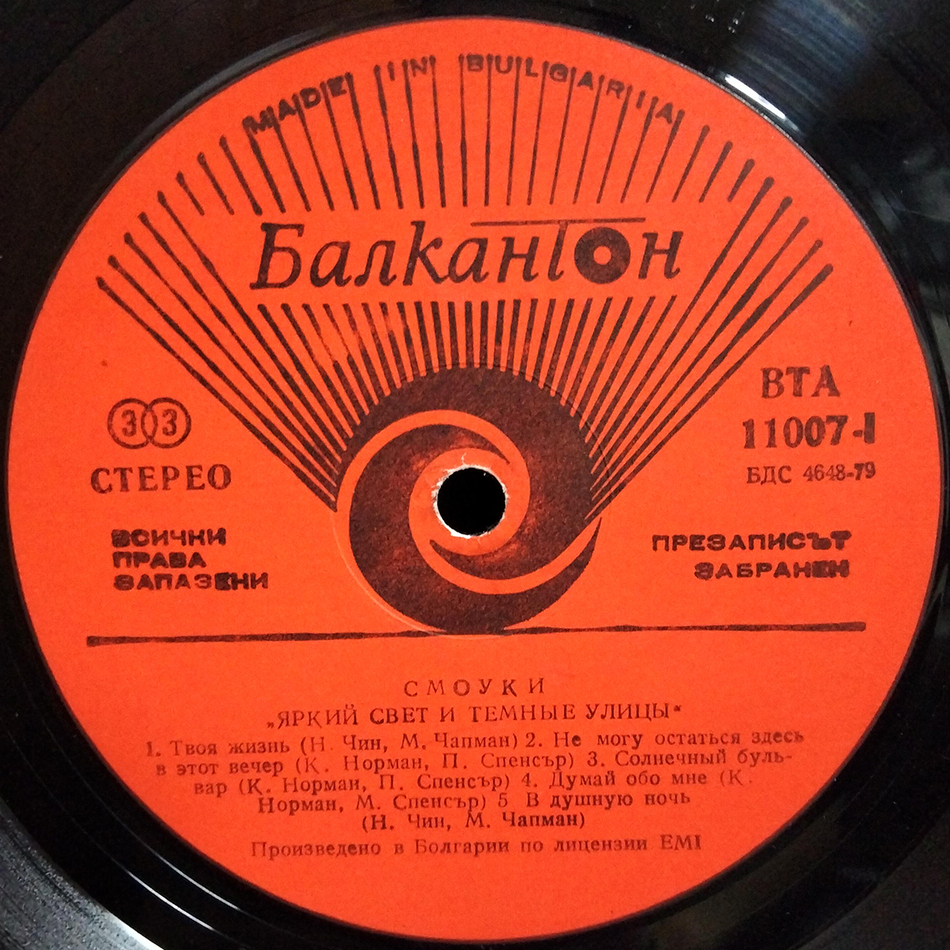 MADE IN BULGARIA
Балкантон
33
СТЕРЕО
ВТА
11007-I
БДС 4648-79
ВСИЧКИ
ПРАВА
ЗАПАЗЕНИ
ПРЕЗАПИСЪТ
ЗАБРАНЕН
СМОУКИ
„ЯРКИЙ СВЕТ И ТЕМНЫЕ УЛИЦЫ“
1. Твоя жизнь (Н. Чин, М. Чапман) 2. Не могу остаться здесь
в этот вечер (К. Норман, П. Спенсър) 3. Солнечный буль-
вар (К. Норман, П. Спенсър) 4. Думай обо мне (К.
Норман, М. Спенсър) 5 В душную ночь
(Н. Чин, М. Чапман)
Произведено в Болгарии по лицензии EMI